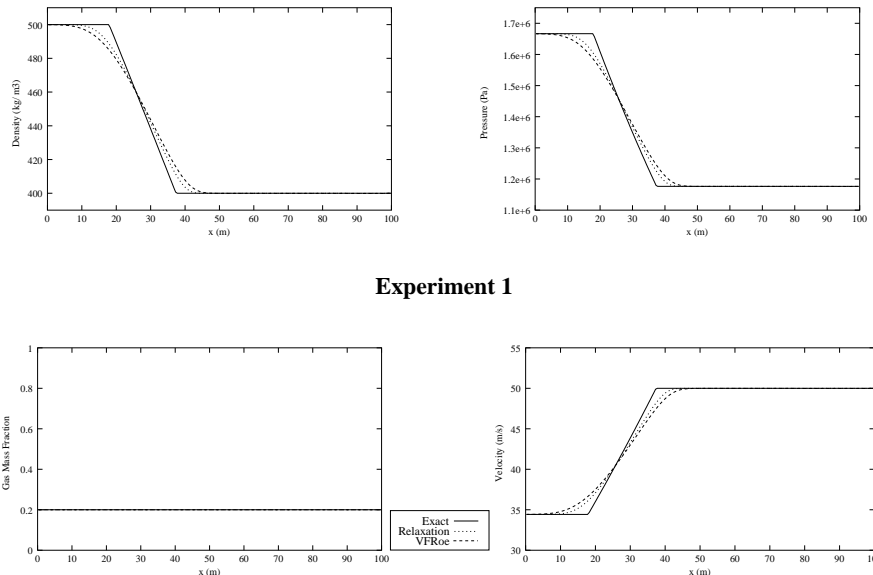 500
480
460
440
420
400
Density (kg/ m3)
0 10 20 30 40 50 60 70 80 90 100
x (m)
1.7e+6
1.6e+6
1.5e+6
1.4e+6
1.3e+6
1.2e+6
1.1e+6
Pressure (Pa)
0 10 20 30 40 50 60 70 80 90 100
x (m)
Experiment 1
1
0.8
0.6
0.4
0.2
0
Gas Mass Fraction
0 10 20 30 40 50 60 70 80 90 100
x (m)
Exact
Relaxation
VFRoe
55
50
45
40
35
30
Velocity (m/s)
0 10 20 30 40 50 60 70 80 90 100
x (m)